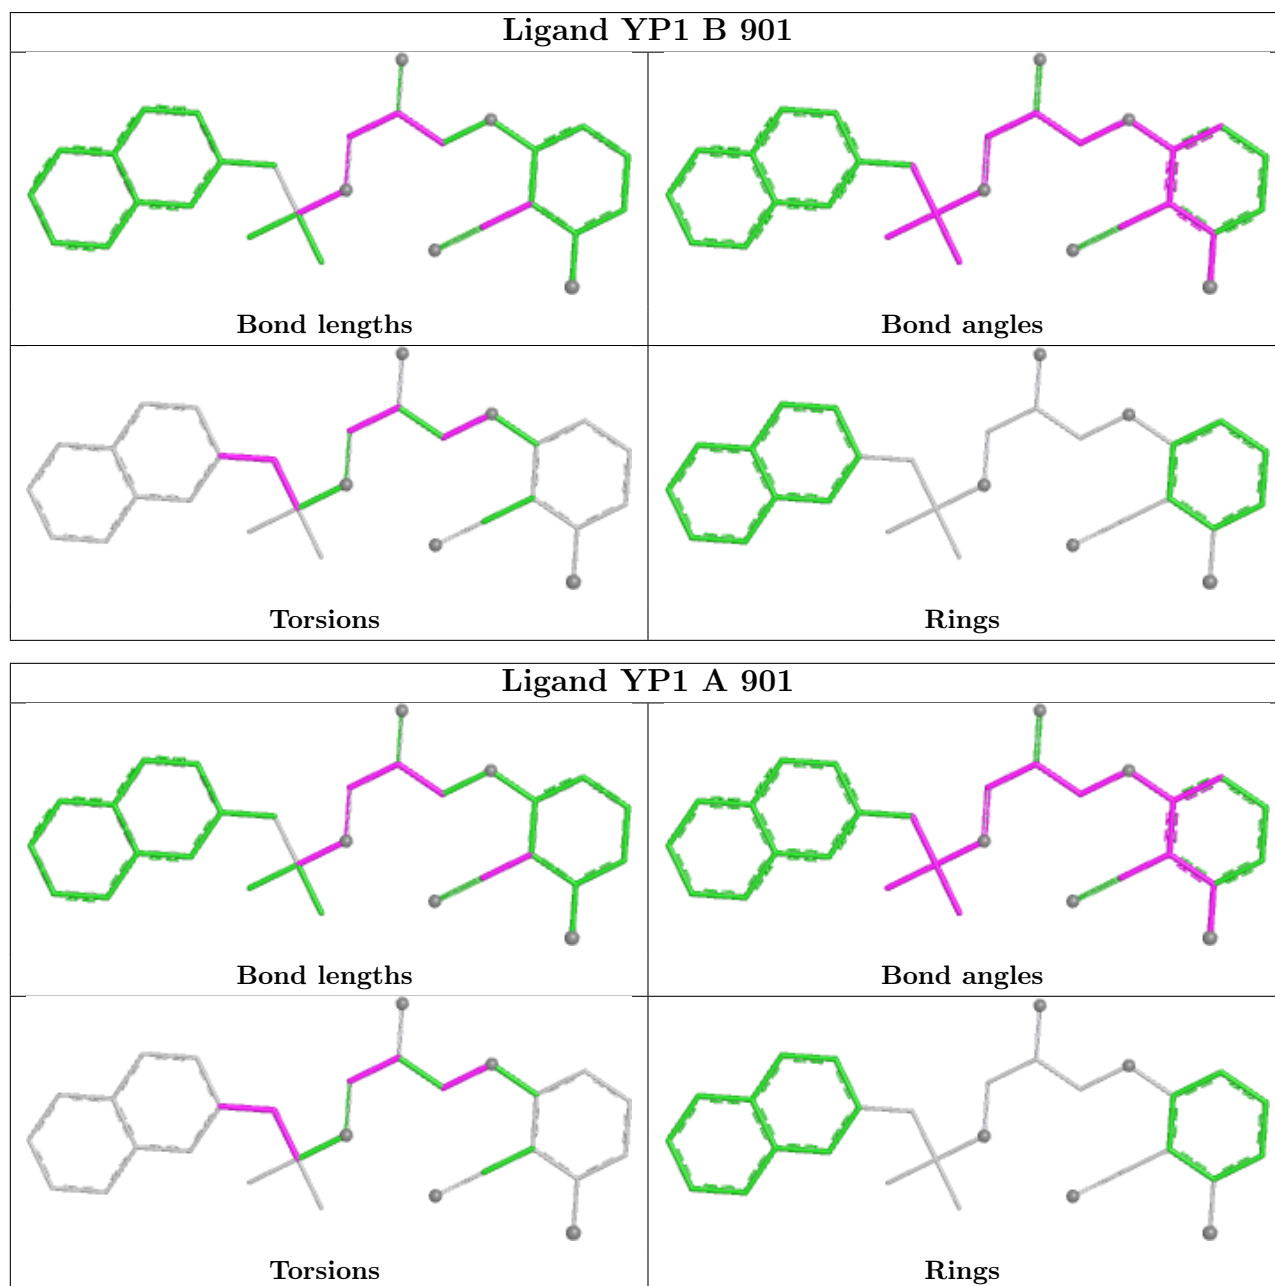 Ligand YP1 B 901
Bond lengths
Bond angles
Torsions
Rings
Ligand YP1 A 901
Bond lengths
Bond angles
Torsions
Rings